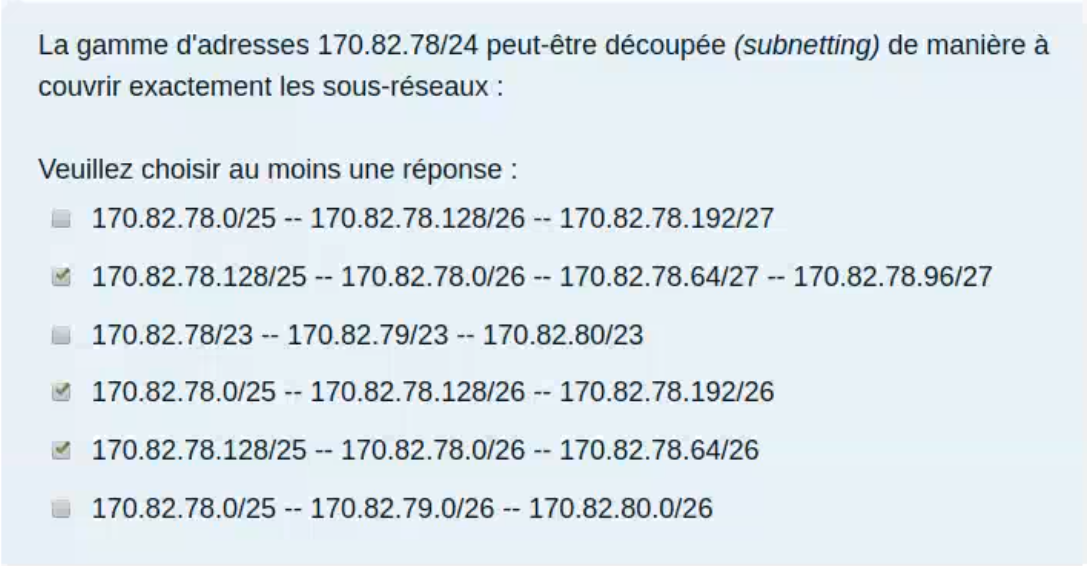 La gamme d'adresses 170.82.78/24 peut-être découpée (subnetting) de manière à
couvrir exactement les sous-réseaux :
Veuillez choisir au moins une réponse :
170.82.78.0/25 -- 170.82.78.128/26 -- 170.82.78.192/27
170.82.78.128/25 -- 170.82.78.0/26 -- 170.82.78.64/27 -- 170.82.78.96/27
170.82.78/23 -- 170.82.79/23 -- 170.82.80/23
170.82.78.0/25 -- 170.82.78.128/26 -- 170.82.78.192/26
170.82.78.128/25 -- 170.82.78.0/26 -- 170.82.78.64/26
170.82.78.0/25 -- 170.82.79.0/26 -- 170.82.80.0/26